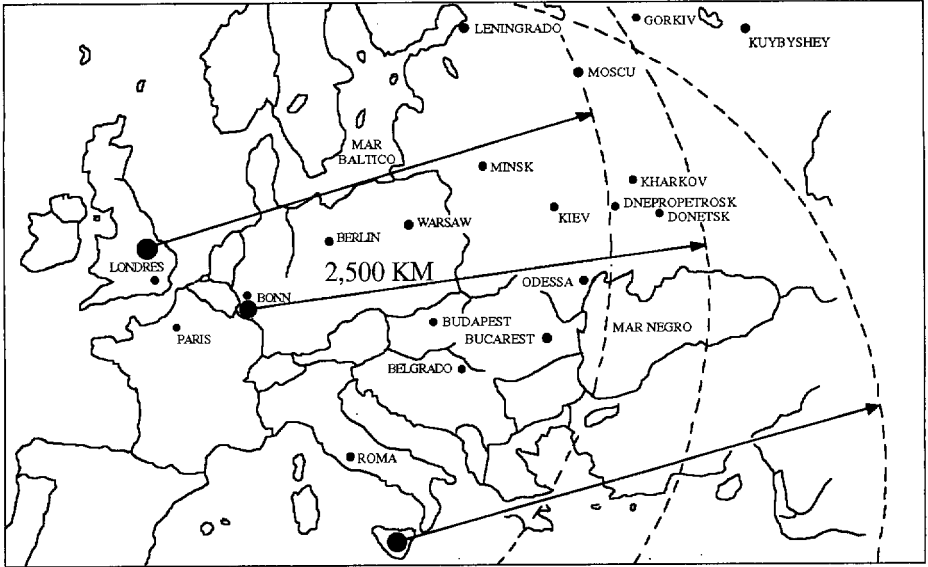 LENINGRADO
GORKIV
KUYBYSHEY
MOSCU
MAR
BALTICO
MINSK
KHARKOV
DNEPROPETROSK
DONETSK
KIEV
WARSAW
BERLIN
LONDRES
2,500 KM
ODESSA
BONN
PARIS
BUDAPEST
BUCAREST
MAR NEGRO
BELGRADO
ROMA